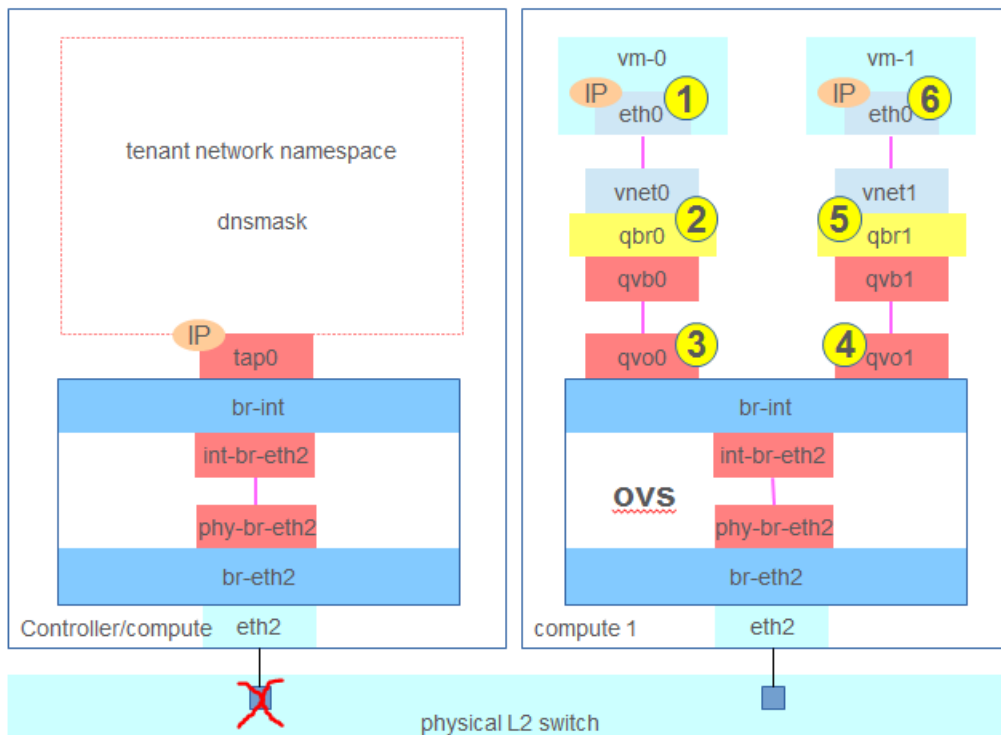 tenant network namespace
dnsmask
IP
tap0
br-int
int-br-eth2
phy-br-eth2
br-eth2
Controller/compute
eth2
vm-0
IP
eth0
1
vnet0
2
qbr0
qvb0
qvo0
3
vm-1
IP
eth0
6
vnet1
5
qbr1
qvb1
4
qvo1
br-int
int-br-eth2
ovs
phy-br-eth2
br-eth2
compute 1
eth2
physical L2 switch